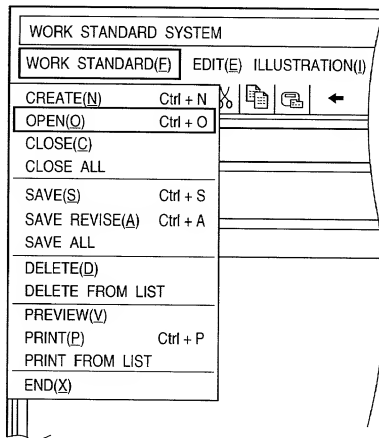 WORK STANDARD SYSTEM
WORK STANDARD(F) EDIT(E) ILLUSTRATION(I)
CREATE(N) Ctrl + N
OPEN(O) Ctrl + O
CLOSE(C)
CLOSE ALL
SAVE(S) Ctrl + S
SAVE REVISE(A) Ctrl + A
SAVE ALL
DELETE(D)
DELETE FROM LIST
PREVIEW(V)
PRINT(P) Ctrl + P
PRINT FROM LIST
END(X)